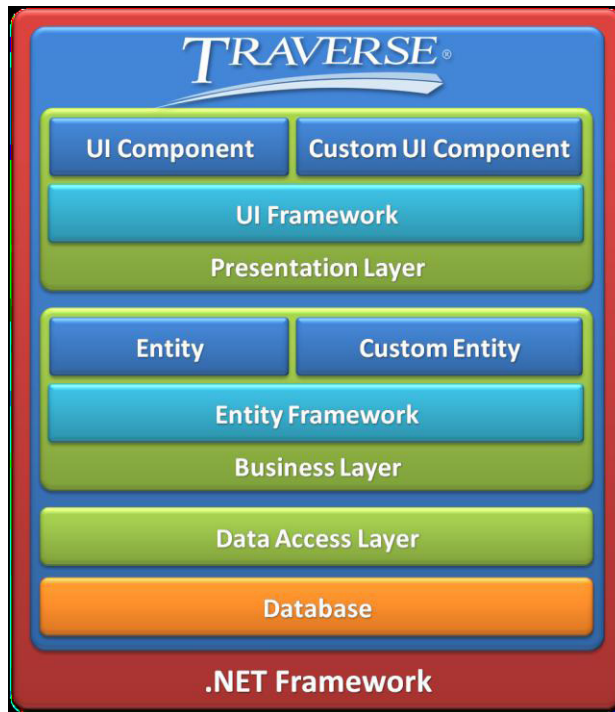 TRAVERSE®
UI Component
Custom UI Component
UI Framework
Presentation Layer
Entity
Custom Entity
Entity Framework
Business Layer
Data Access Layer
Database
.NET Framework